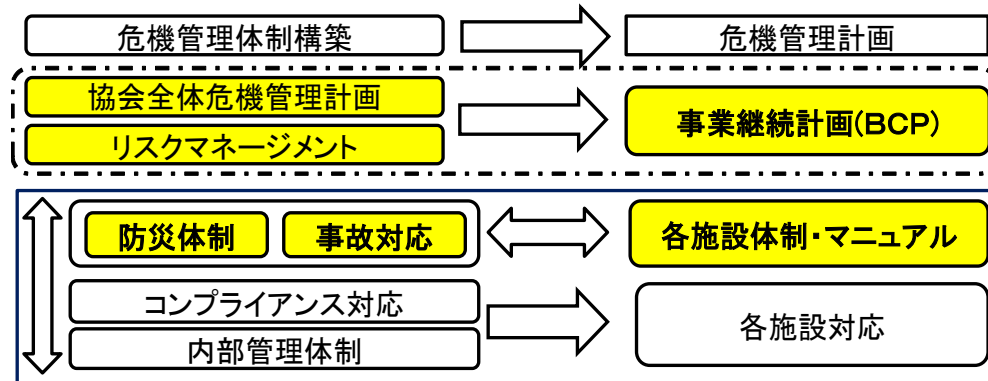 危機管理体制構築
危機管理計画
協会全体危機管理計画
リスクマネージメント
事業継続計画(BCP)
防災体制
事故対応
各施設体制・マニュアル
コンプライアンス対応
内部管理体制
各施設対応